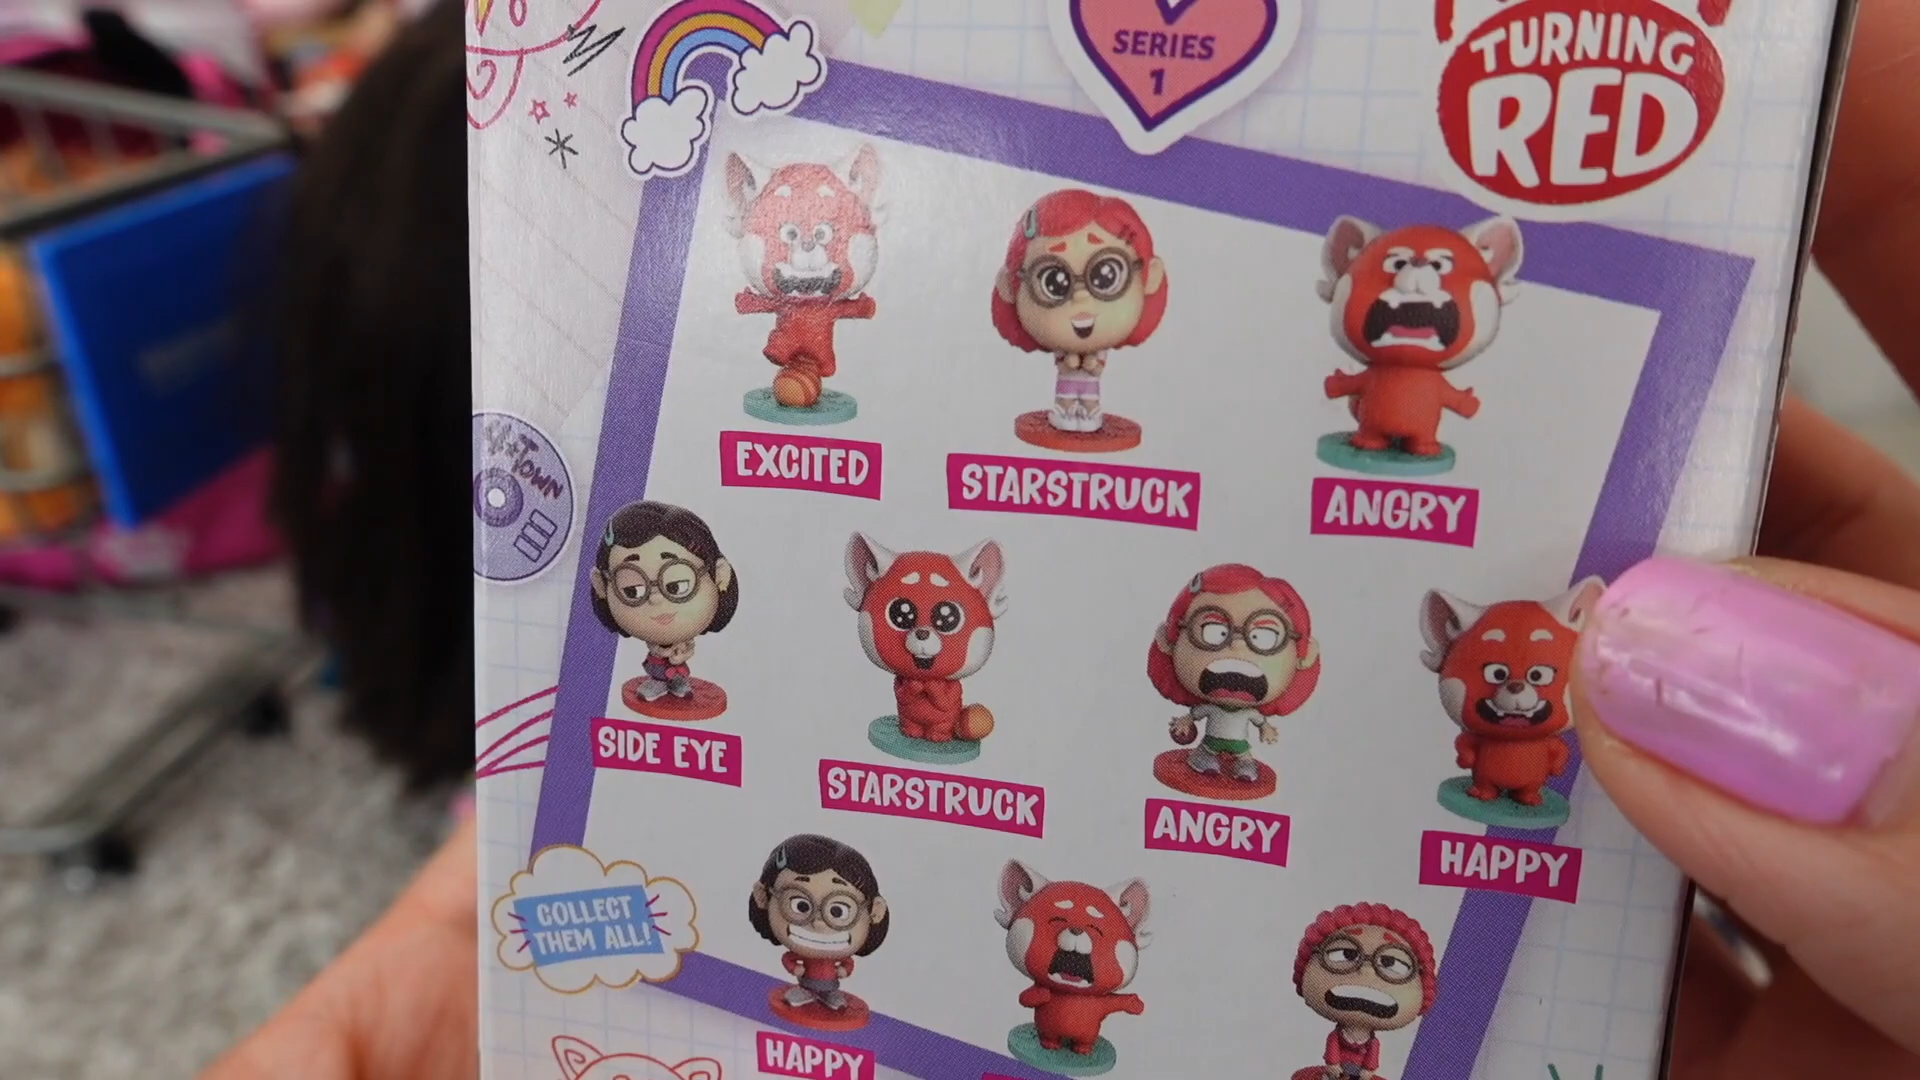 SERIES
1
TURNING
RED
EXCITED
STARSTRUCK
ANGRY
SIDE EYE
STARSTRUCK
ANGRY
HAPPY
COLLECT
THEM ALL!
HAPPY